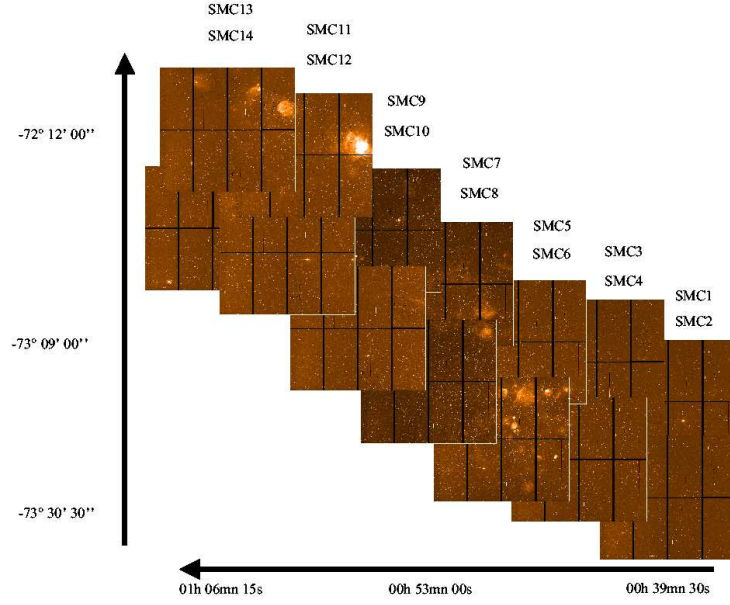 SMC13
SMC14
SMC11
SMC12
SMC9
SMC10
SMC7
SMC8
SMC5
SMC6
SMC3
SMC4
SMC1
SMC2
-72° 12' 00''
-73° 09' 00''
-73° 30' 30''
01h 06mn 15s
00h 53mn 00s
00h 39mn 30s